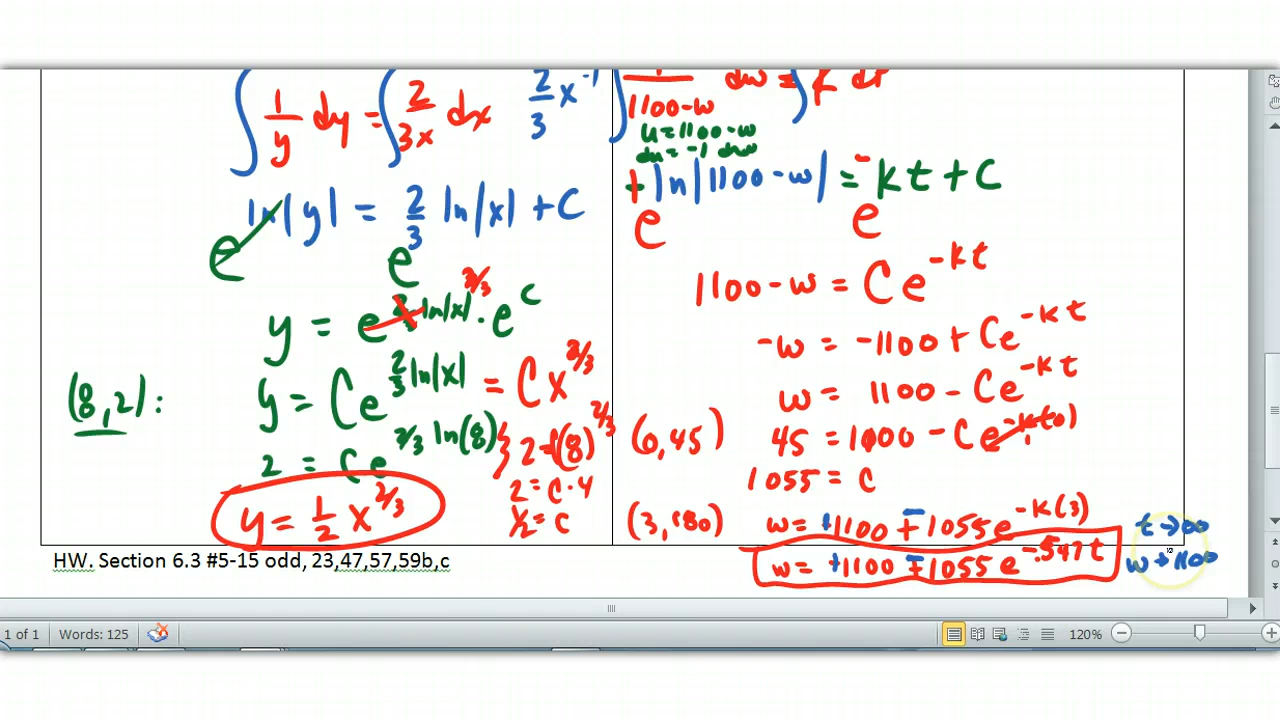 ∫ 1/y dy = ∫ 2/3x dx
2/3 x⁻¹
ln|y| = 2/3 ln|x| + C
e e
y = e^(2/3 ln|x|) · e^C
2/3
(8,2):
y = Ce^(2/3 ln|x|) = Cx^(2/3)
2 = Ce^(2/3 ln(8))
2 = C(8)^(2/3)
2 = C·4
1/2 = C
y = 1/2 x^(2/3)
∫ 1/1100-w dw = ∫ k dt
u = 1100-w
du = -1 dw
+ln|1100-w| = -kt + C
e e
1100-w = Ce^(-kt)
-w = -1100 + Ce^(-kt)
w = 1100 - Ce^(-kt)
(0,45) 45 = 1100 - Ce^(-k(0))
1055 = C
(3,180) w = +1100 - 1055e^(-k(3))
w = +1100 - 1055e^(-.547t)
t→∞
w→1100
HW. Section 6.3 #5-15 odd, 23,47,57,59b,c
1 of 1 Words: 125 120%